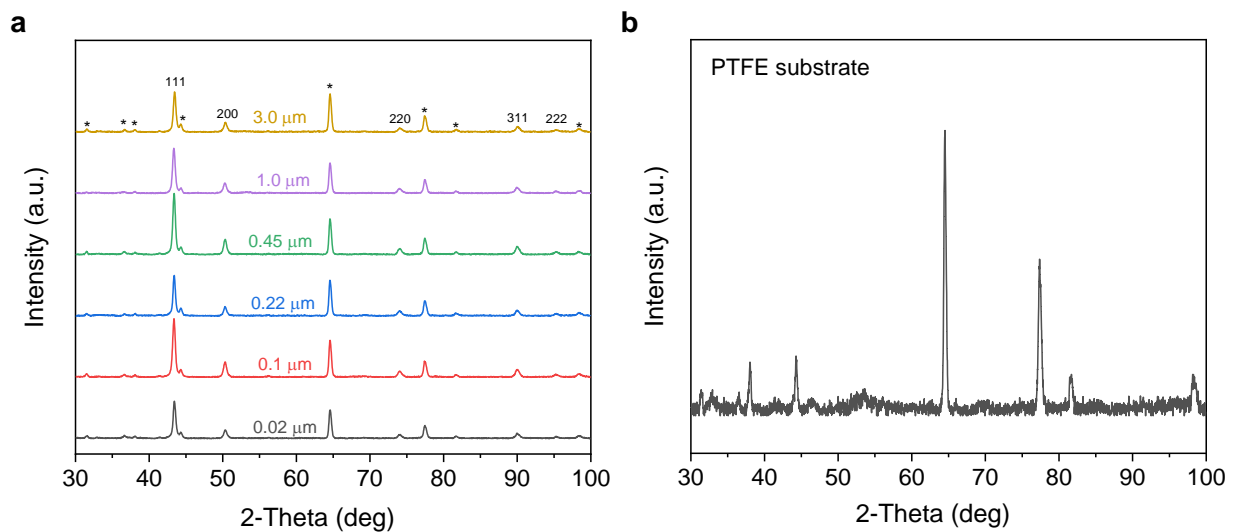 a
111
*
200
3.0 μm
*
*
*
*
220
*
*
311
222
*
1.0 μm
0.45 μm
0.22 μm
0.1 μm
0.02 μm
30 40 50 60 70 80 90 100
2-Theta (deg)
Intensity (a.u.)
b
PTFE substrate
30 40 50 60 70 80 90 100
2-Theta (deg)
Intensity (a.u.)